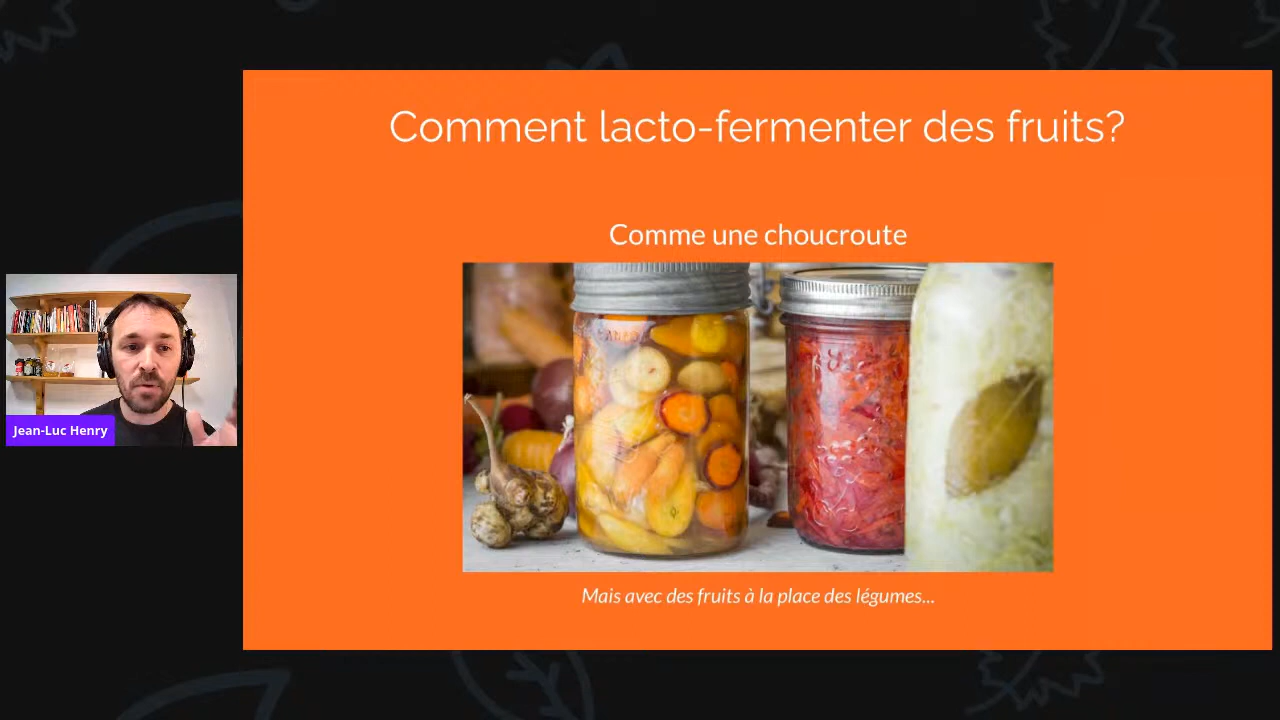 Comment lacto-fermenter des fruits?
Comme une choucroute
Jean-Luc Henry
Mais avec des fruits à la place des légumes...